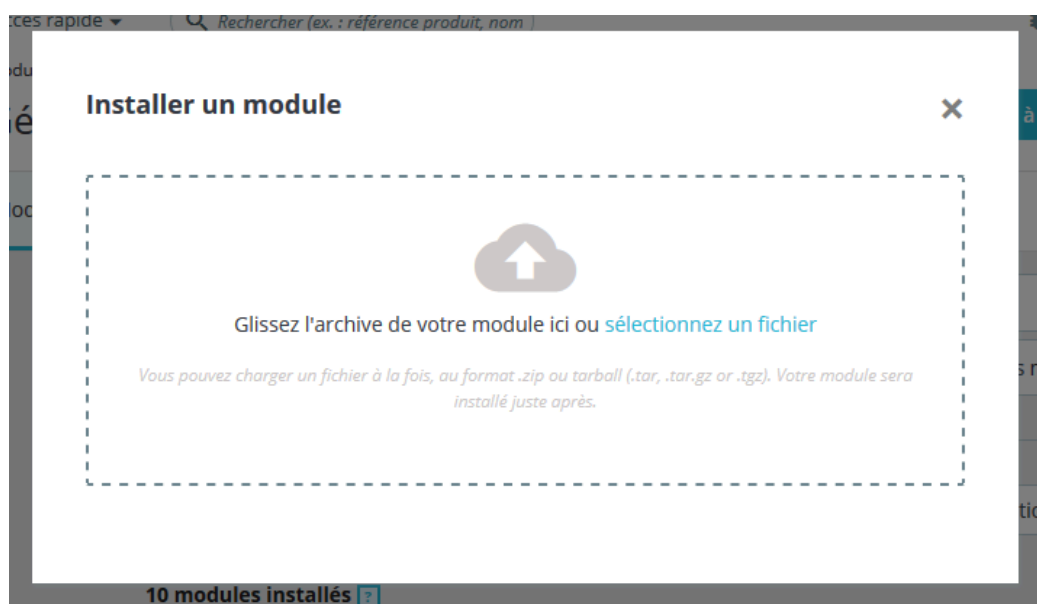 rapide
Rechercher (ex. : référence produit, nom
Installer un module
à
Glissez l'archive de votre module ici ou sélectionnez un fichier
Vous pouvez charger un fichier à la fois, au format .zip ou tarball (.tar, .tar.gz or .tgz). Votre module sera
installé juste après.
10 modules installés ?